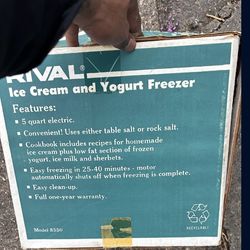 RIVAL®
Ice Cream and Yogurt Freezer
Features:
• 5 quart electric.
• Convenient! Uses either table salt or rock salt.
• Cookbook includes recipes for homemade
ice cream plus low fat section of frozen
yogurt, ice milk and sherbets.
• Easy freezing in 25-40 minutes - motor
automatically shuts off when freezing is complete.
• Easy clean-up.
• Full one-year warranty.
Model 8550
RECYCLABLE